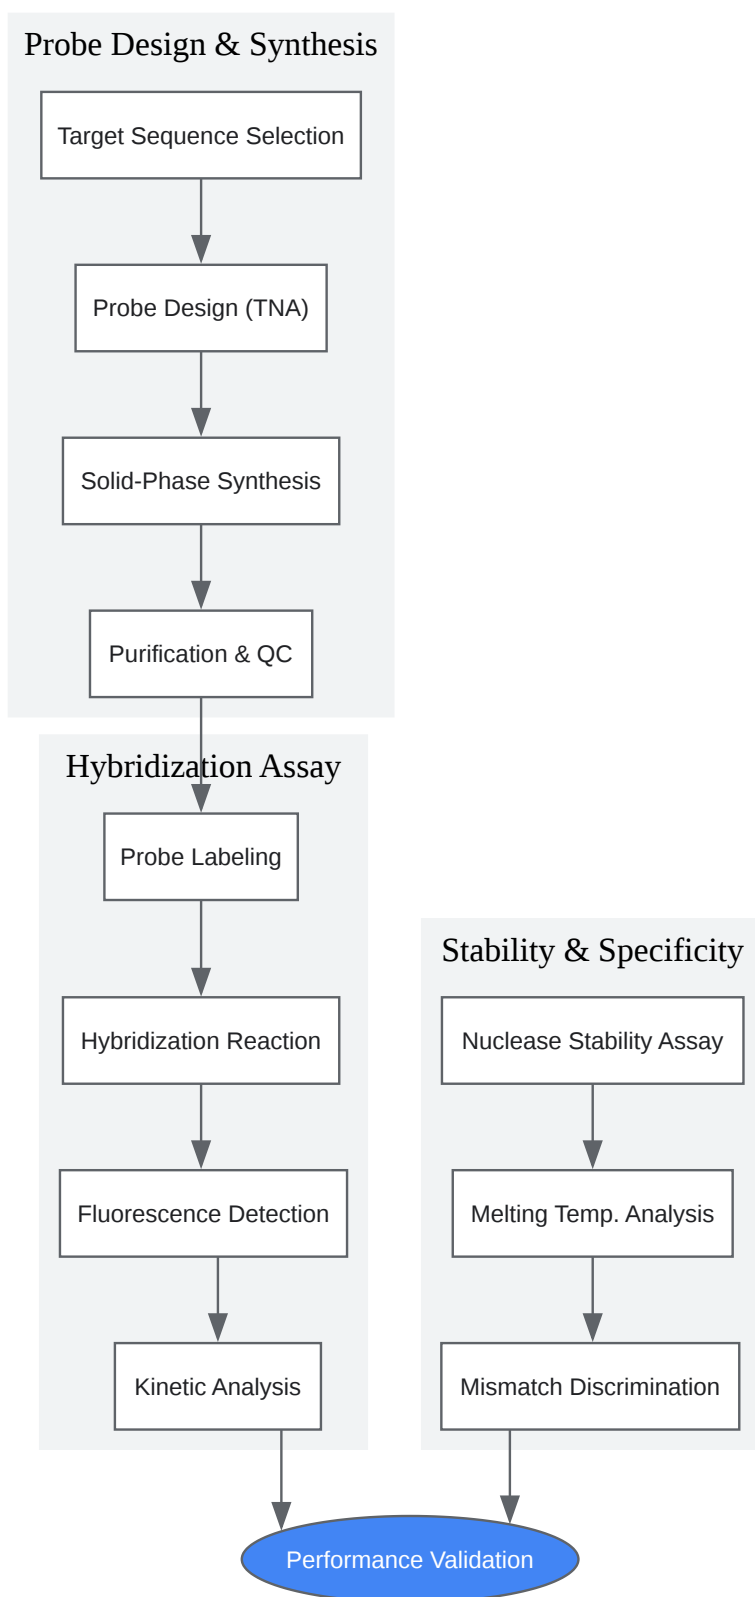 Probe Design & Synthesis
Target Sequence Selection
Probe Design (TNA)
Solid-Phase Synthesis
Purification & QC
Hybridization Assay
Probe Labeling
Hybridization Reaction
Fluorescence Detection
Kinetic Analysis
Stability & Specificity
Nuclease Stability Assay
Melting Temp. Analysis
Mismatch Discrimination
Performance Validation